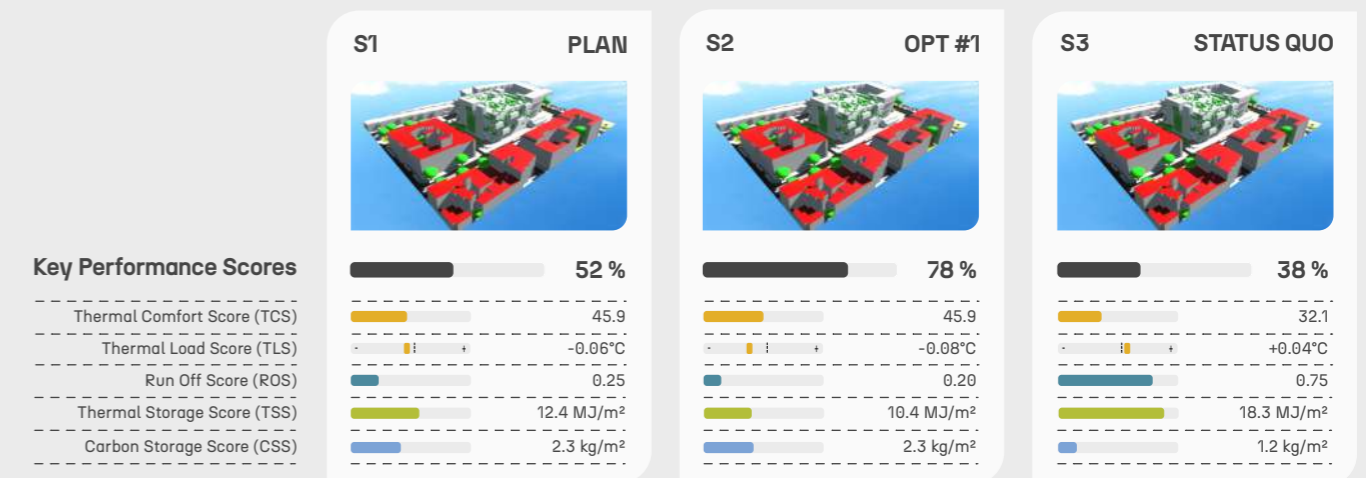 S1 PLAN S2 OPT #1 S3 STATUS QUO
Key Performance Scores 52 % 78 % 38 %
Thermal Comfort Score (TCS) 45.9 45.9 32.1
Thermal Load Score (TLS) - + -0.06°C - + -0.08°C - + +0.04°C
Run Off Score (ROS) 0.25 0.20 0.75
Thermal Storage Score (TSS) 12.4 MJ/m² 10.4 MJ/m² 18.3 MJ/m²
Carbon Storage Score (CSS) 2.3 kg/m² 2.3 kg/m² 1.2 kg/m²